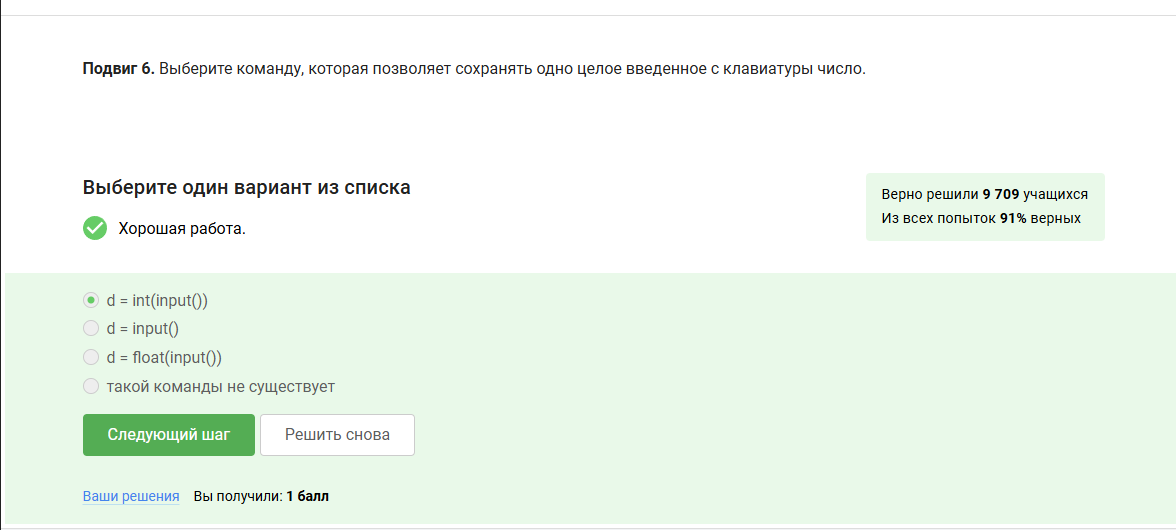 Подвиг 6. Выберите команду, которая позволяет сохранять одно целое введенное с клавиатуры число.
Выберите один вариант из списка
Хорошая работа.
Верно решили 9 709 учащихся
Из всех попыток 91% верных
d = int(input())
d = input()
d = float(input())
такой команды не существует
Следующий шаг
Решить снова
Ваши решения
Вы получили: 1 балл